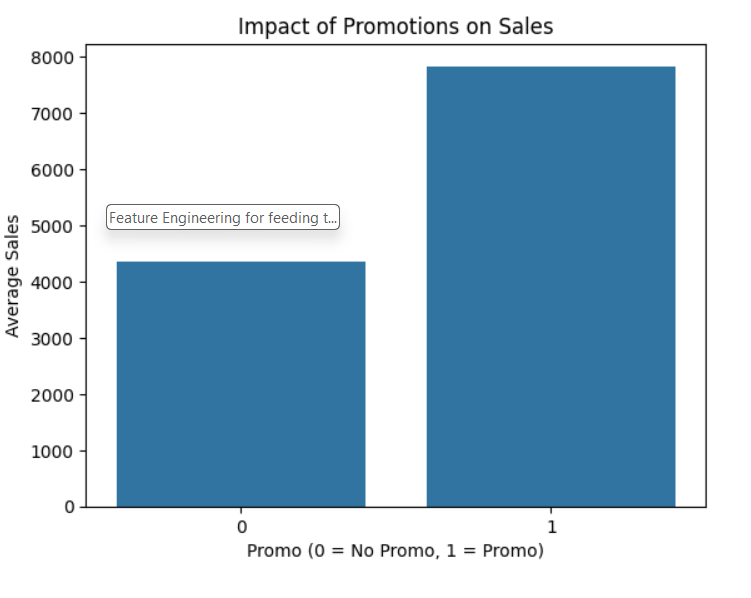 Impact of Promotions on Sales
8000
7000
6000
5000
4000
3000
2000
1000
0
Average Sales
Feature Engineering for feeding t...
0
1
Promo (0 = No Promo, 1 = Promo)